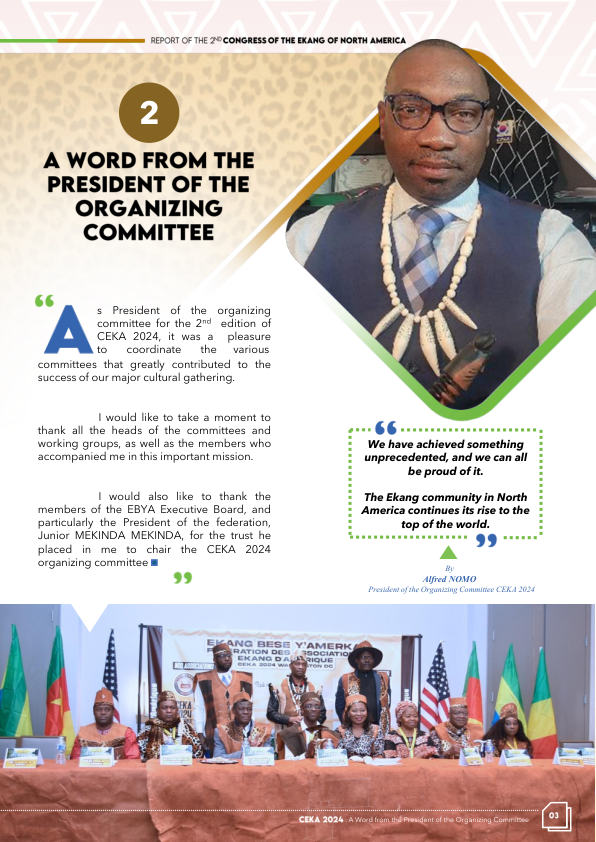 REPORT OF THE 2ND CONGRESS OF THE EKANG OF NORTH AMERICA
2
A WORD FROM THE
PRESIDENT OF THE
ORGANIZING
COMMITTEE
“
As President of the organizing
committee for the 2nd edition of
CEKA 2024, it was a pleasure
to coordinate the various
committees that greatly contributed to the
success of our major cultural gathering.
I would like to take a moment to
thank all the heads of the committees and
working groups, as well as the members who
accompanied me in this important mission.
I would also like to thank the
members of the EBYA Executive Board, and
particularly the President of the federation,
Junior MEKINDA MEKINDA, for the trust he
placed in me to chair the CEKA 2024
organizing committee
”
“
We have achieved something
unprecedented, and we can all
be proud of it.
The Ekang community in North
America continues its rise to the
top of the world.
”
By
Alfred NOMO
President of the Organizing Committee CEKA 2024
EKANG BESE Y'AMERKA
CEKA 2024
CEKA 2024 : A Word from the President of the Organizing Committee
03